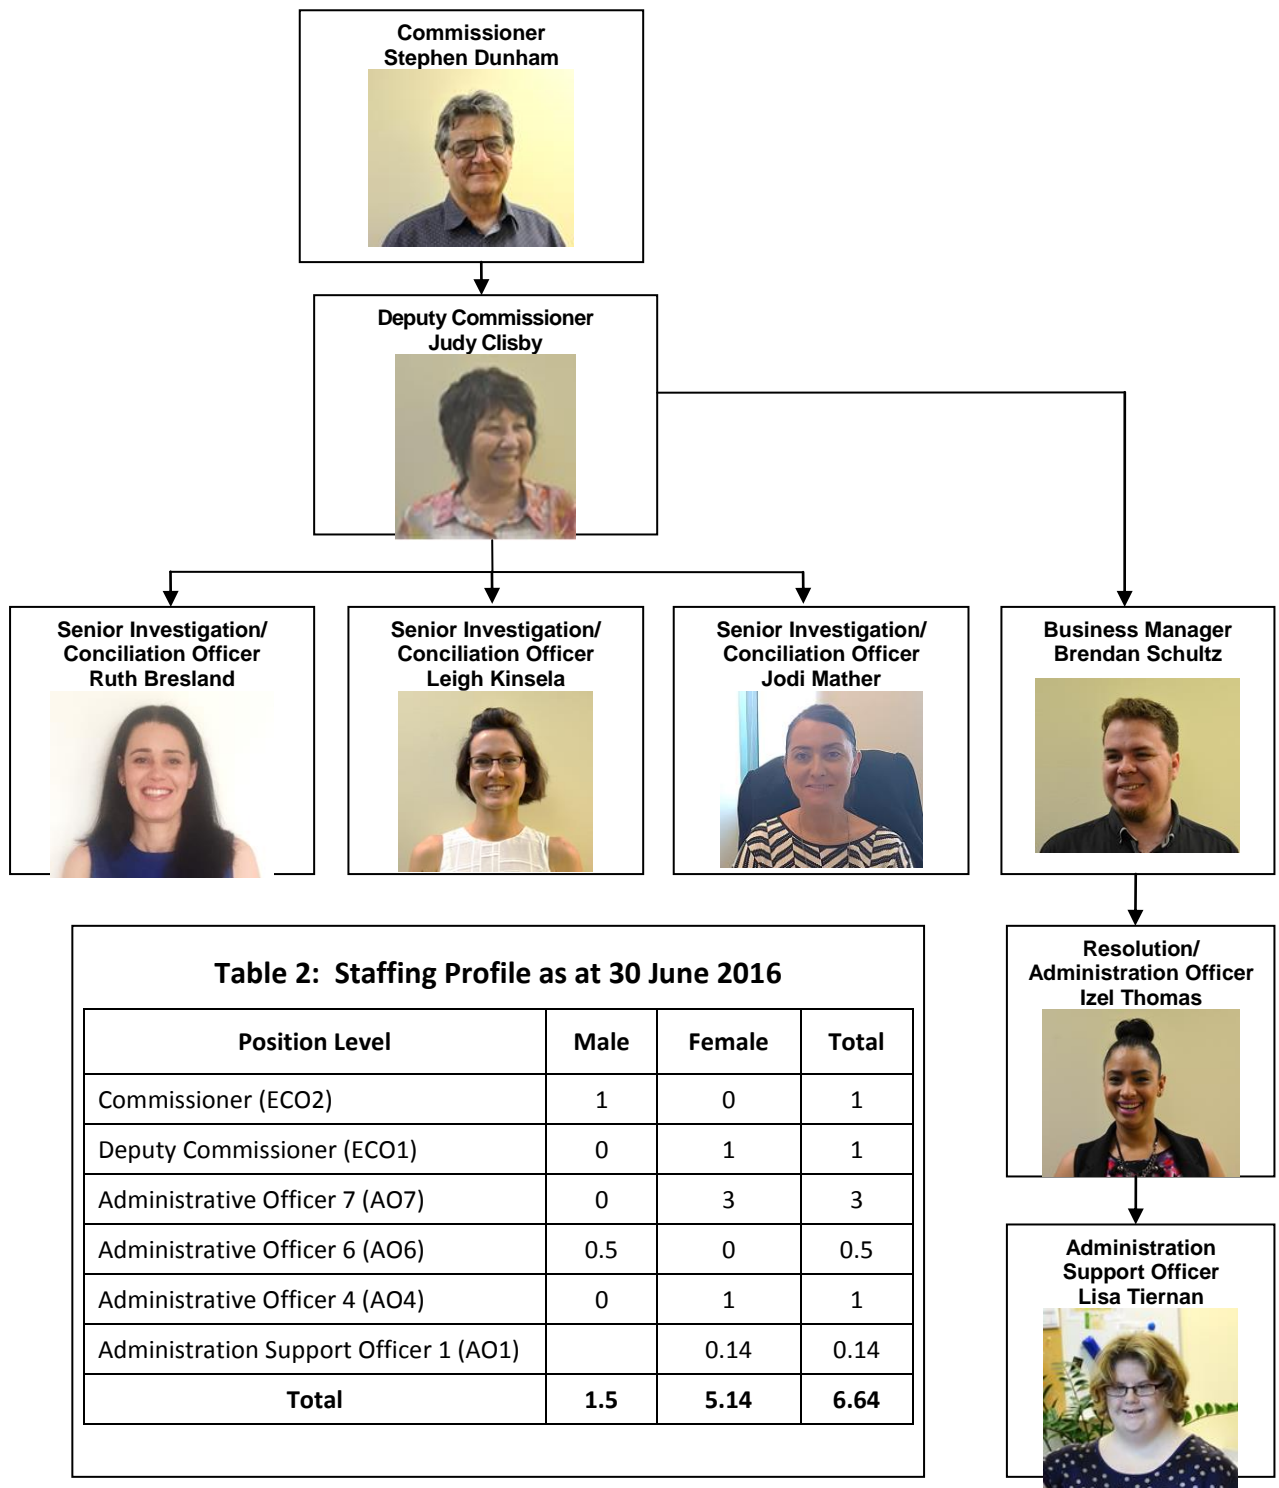 Commissioner
Stephen Dunham
Deputy Commissioner
Judy Clisby
Senior Investigation/
Conciliation Officer
Ruth Bresland
Senior Investigation/
Conciliation Officer
Leigh Kinsela
Senior Investigation/
Conciliation Officer
Jodi Mather
Business Manager
Brendan Schultz
Resolution/
Administration Officer
Izel Thomas
Administration
Support Officer
Lisa Tiernan
Table 2:  Staffing Profile as at 30 June 2016
Position Level Male Female Total
Commissioner (ECO2) 1 0 1
Deputy Commissioner (ECO1) 0 1 1
Administrative Officer 7 (AO7) 0 3 3
Administrative Officer 6 (AO6) 0.5 0 0.5
Administrative Officer 4 (AO4) 0 1 1
Administration Support Officer 1 (AO1) 0.14 0.14
Total 1.5 5.14 6.64